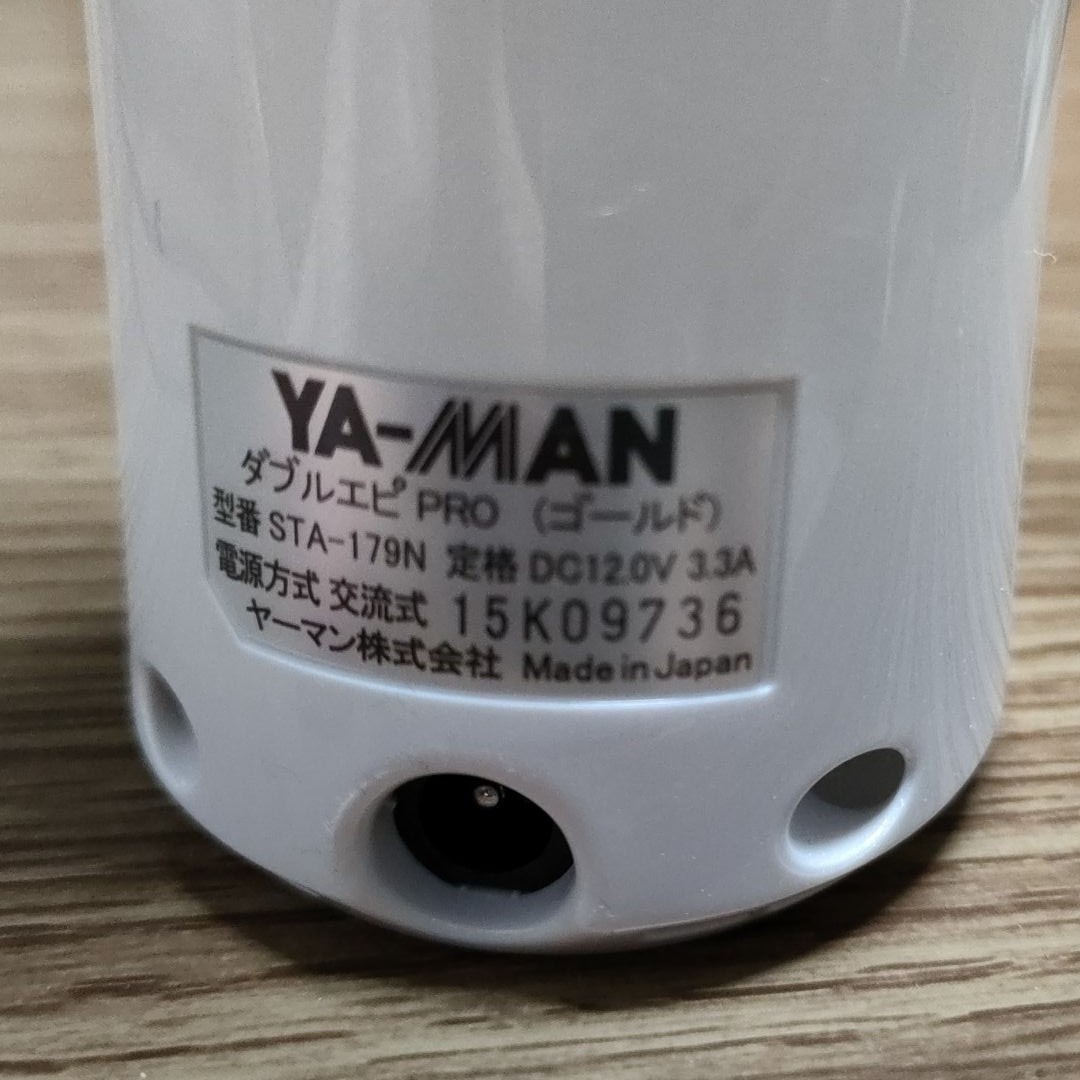 YA-MAN
ダブルエピ PRO （ゴールド）
型番 STA-179N 定格 DC12.0V 3.3A
電源方式 交流式 15K09736
ヤーマン株式会社 Made in Japan